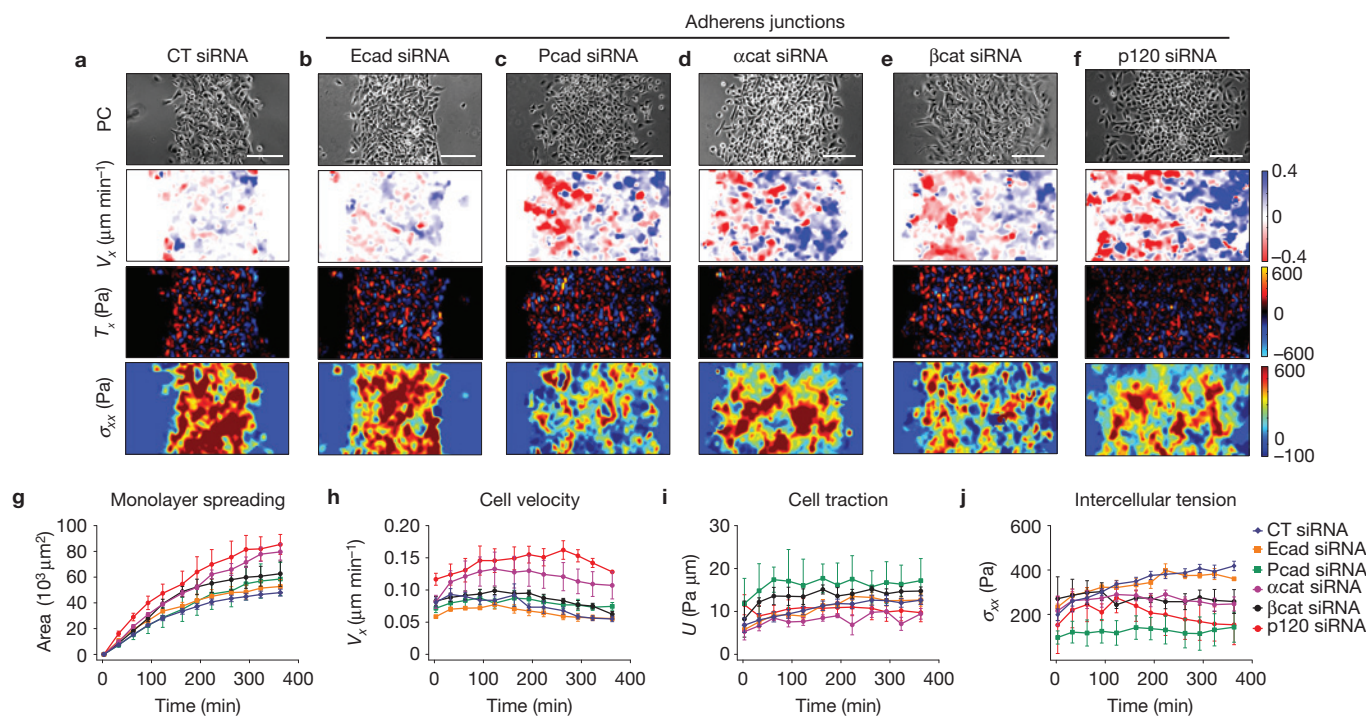 Adherens junctions
a CT siRNA b Ecad siRNA c Pcad siRNA d αcat siRNA e βcat siRNA f p120 siRNA
PC
Vx (μm min−1)
0.4
0
−0.4
Tx (Pa)
600
0
−600
σxx (Pa)
600
0
−100
g Monolayer spreading
Area (103 μm2)
100
80
60
40
20
0
0 100 200 300 400
Time (min)
h Cell velocity
Vx (μm min−1)
0.20
0.15
0.10
0.05
0
0 100 200 300 400
Time (min)
i Cell traction
U (Pa μm)
30
20
10
0
0 100 200 300 400
Time (min)
j Intercellular tension
σxx (Pa)
600
400
200
0 100 200 300 400
Time (min)
CT siRNA
Ecad siRNA
Pcad siRNA
αcat siRNA
βcat siRNA
p120 siRNA